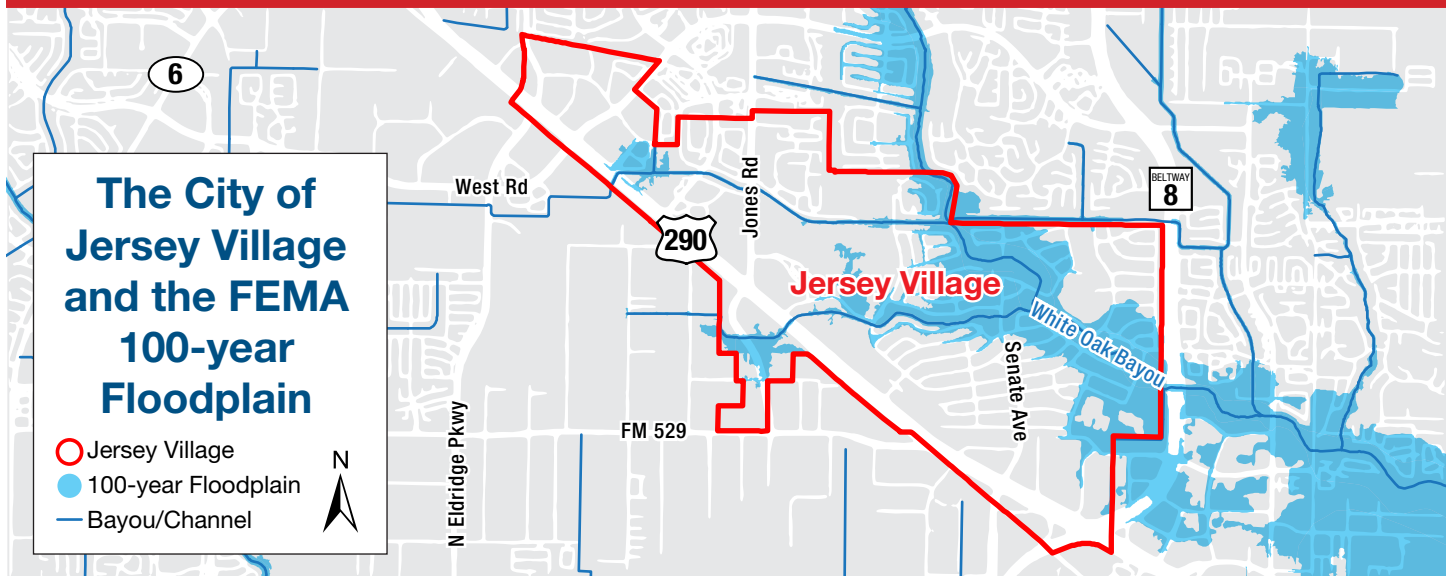 The City of
Jersey Village
and the FEMA
100-year
Floodplain
Jersey Village
100-year Floodplain
Bayou/Channel
N
6
West Rd
290
Jones Rd
BELTWAY
8
Jersey Village
White Oak Bayou
Senate Ave
FM 529
N Eldridge Pkwy